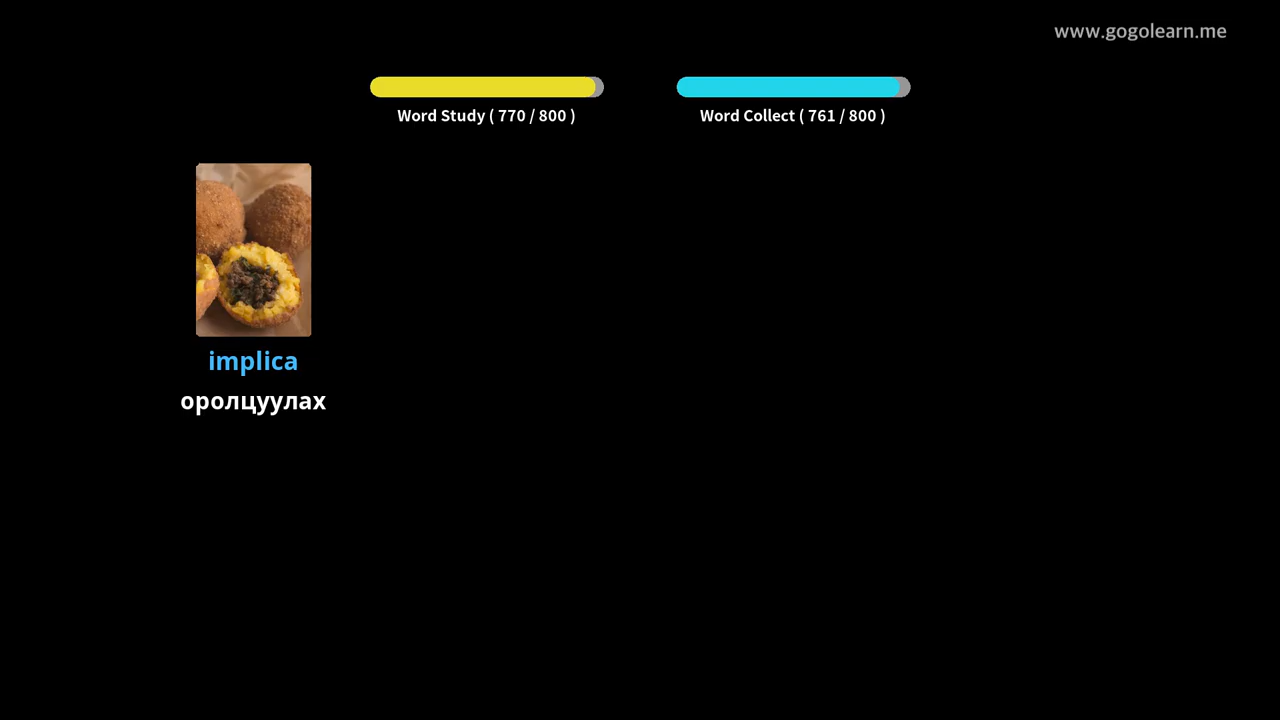 www.gogolearn.me
Word Study ( 770 / 800 )
Word Collect ( 761 / 800 )
implica
оролцуулах